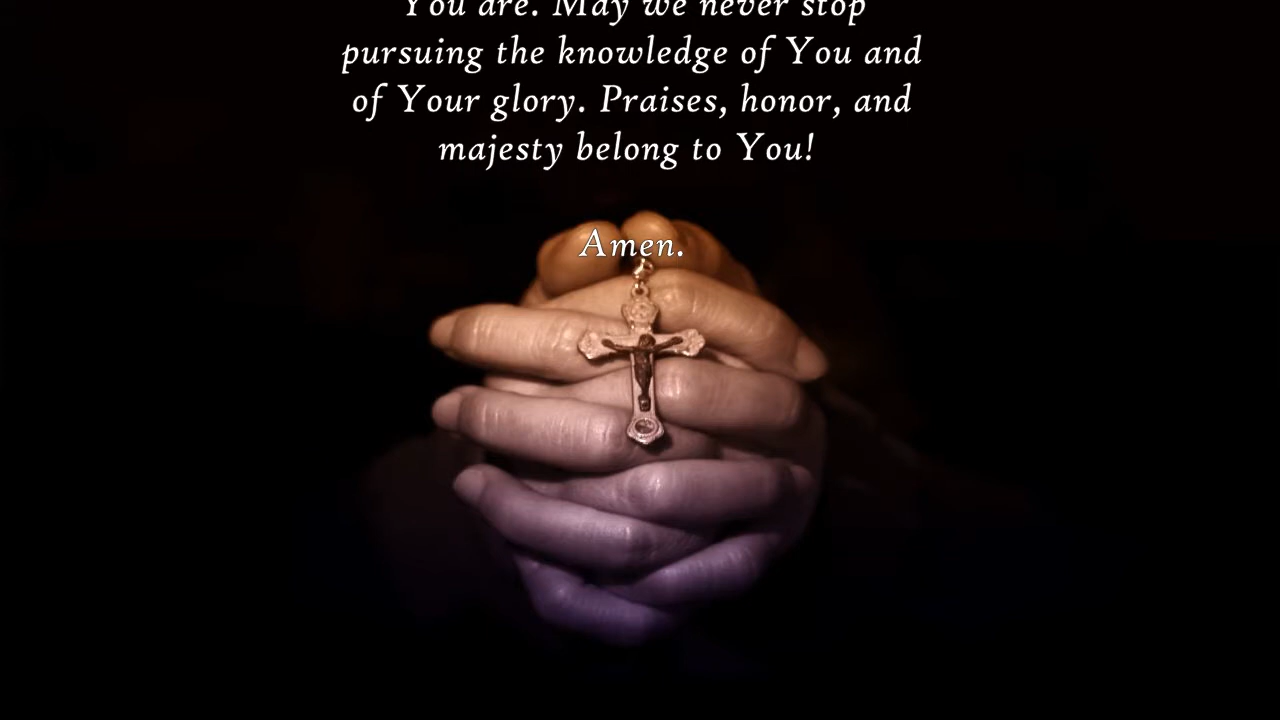 You are. May we never stop
pursuing the knowledge of You and
of Your glory. Praises, honor, and
majesty belong to You!
Amen.